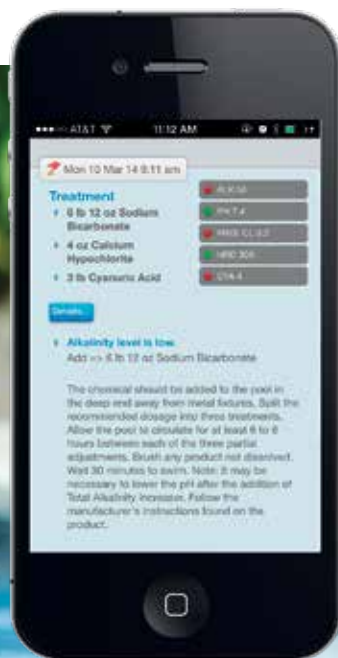 AT&T 11:12 AM
Mon 10 Mar 14 9:11 am
Treatment
6 lb 12 oz Sodium
Bicarbonate
4 oz Calcium
Hypochlorite
3 lb Cyanuric Acid
PH 7.4
Details...
Alkalinity level is low.
Add => 6 lb 12 oz Sodium Bicarbonate
The chemical should be added to the pool in
the deep end away from metal fixtures. Split the
recommended dosage into three treatments.
Allow the pool to circulate for at least 6 to 8
hours between each of the three partial
adjustments. Brush any product not dissolved.
Wait 30 minutes to swim. Note: It may be
necessary to lower the pH after the addition of
Total Alkalinity Increaser. Follow the
manufacturer's instructions found on the
product.